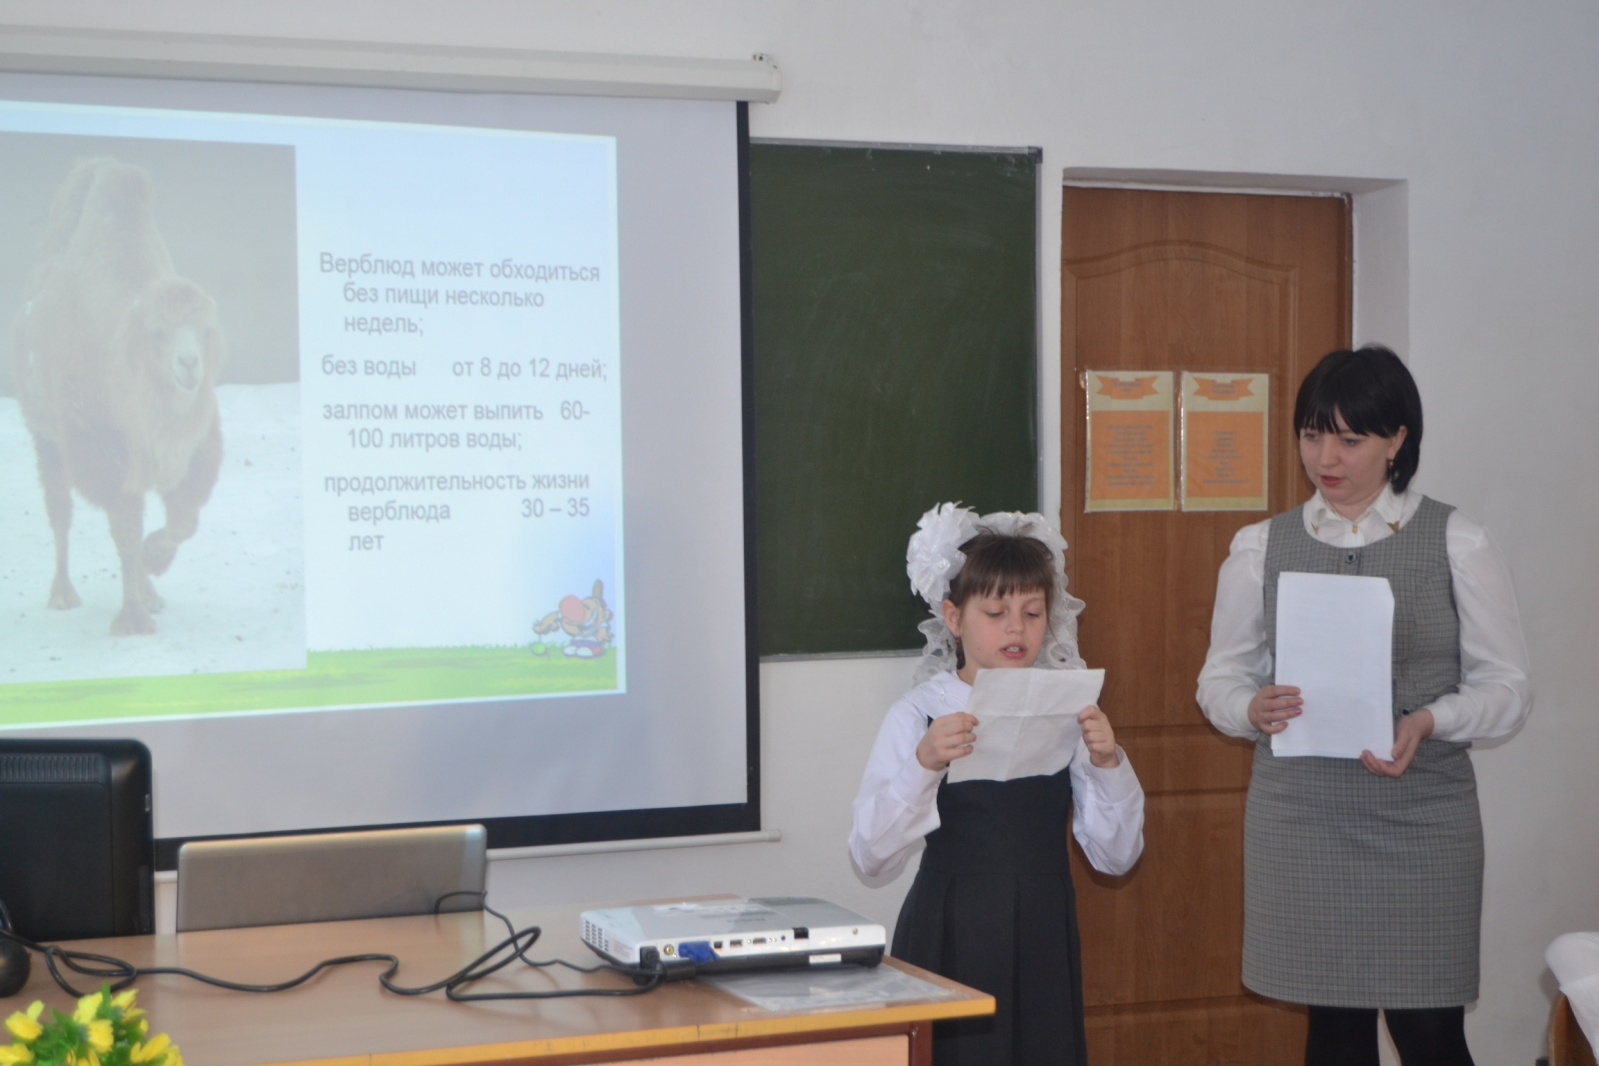 Верблюд может обходиться
без пищи несколько
недель;
без воды от 8 до 12 дней;
залпом может выпить 60-
100 литров воды;
продолжительность жизни
верблюда 30 – 35
лет